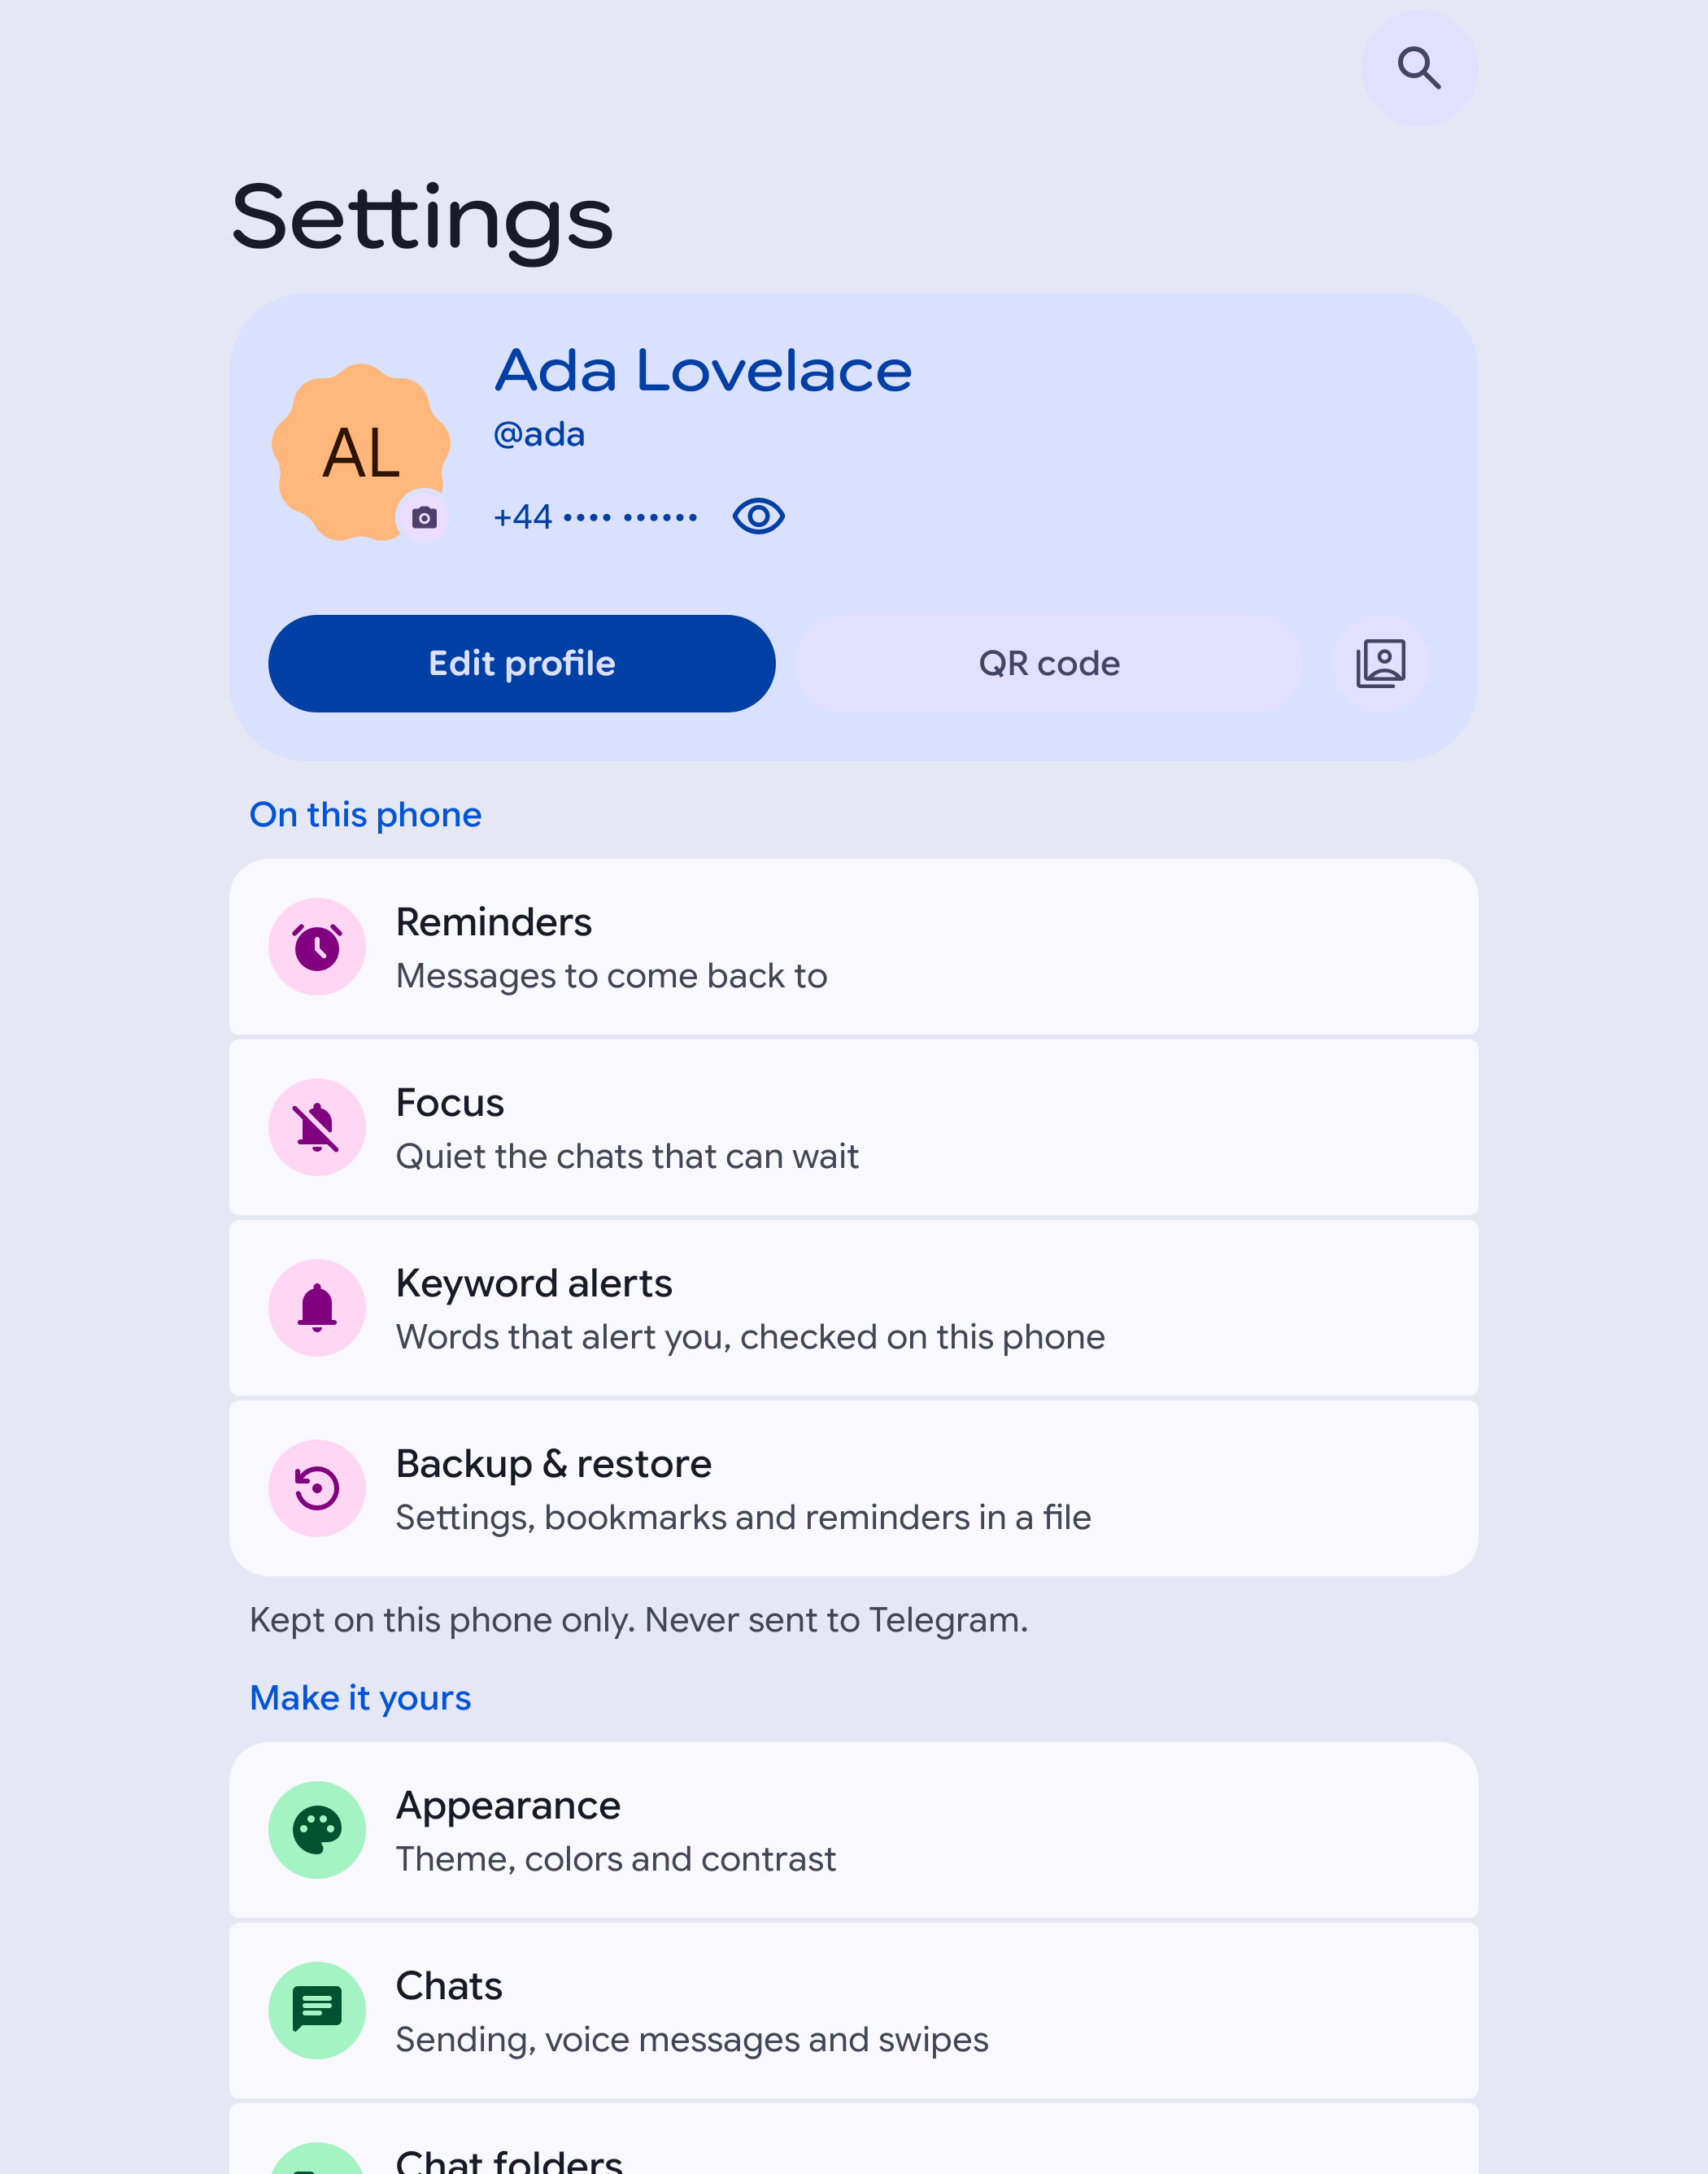 Settings
Ada Lovelace
@ada
AL
+44 •••• ••••••
Edit profile
QR code
On this phone
Reminders
Messages to come back to
Focus
Quiet the chats that can wait
Keyword alerts
Words that alert you, checked on this phone
Backup & restore
Settings, bookmarks and reminders in a file
Kept on this phone only. Never sent to Telegram.
Make it yours
Appearance
Theme, colors and contrast
Chats
Sending, voice messages and swipes
Chat folders